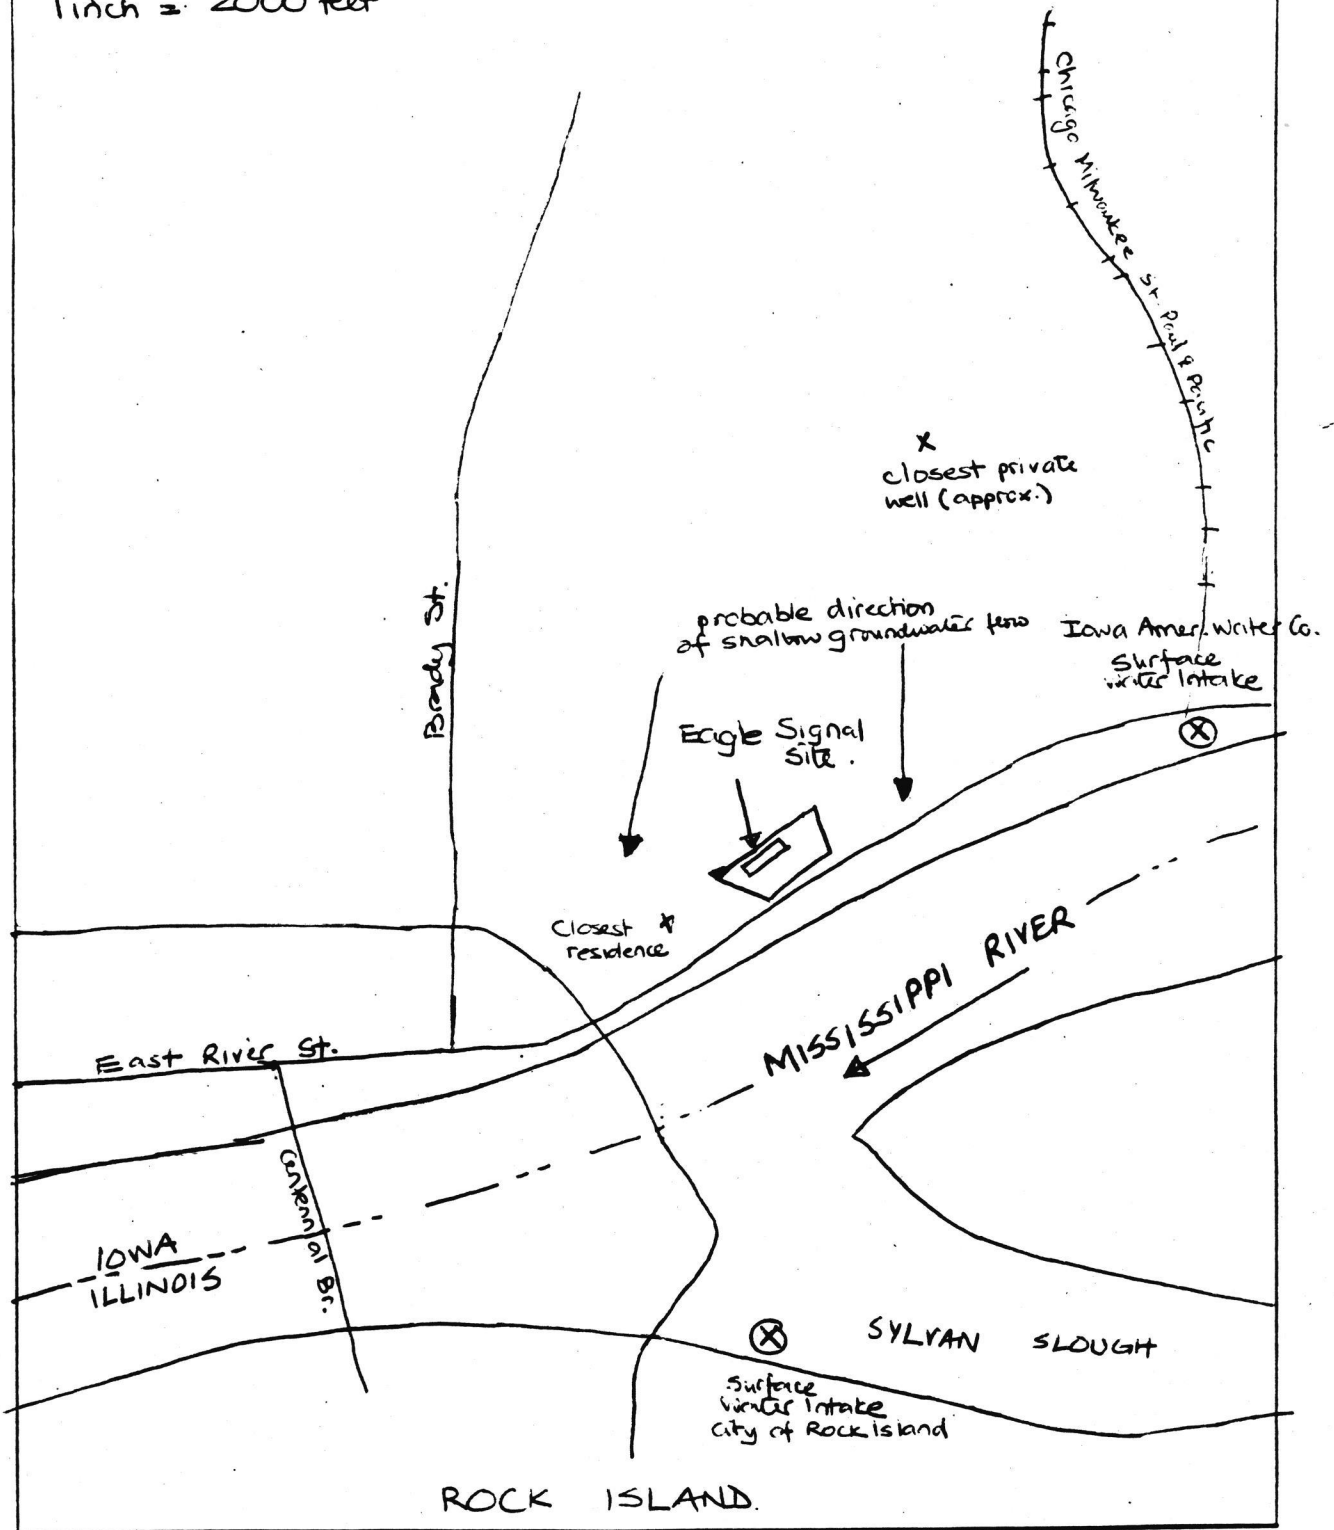 1 inch = 2000 feet
Chicago Milwaukee St. Paul & Pacific
x
closest private
well (approx.)
probable direction
of shallow groundwater flow
Iowa Amer. Water Co.
Surface
water Intake
Brady St.
Eagle Signal
Site.
Closest x
residence
MISSISSIPPI RIVER
East River St.
Centennial Br.
IOWA
ILLINOIS
SYLVAN SLOUGH
Surface
water Intake
City of Rock Island
ROCK ISLAND.